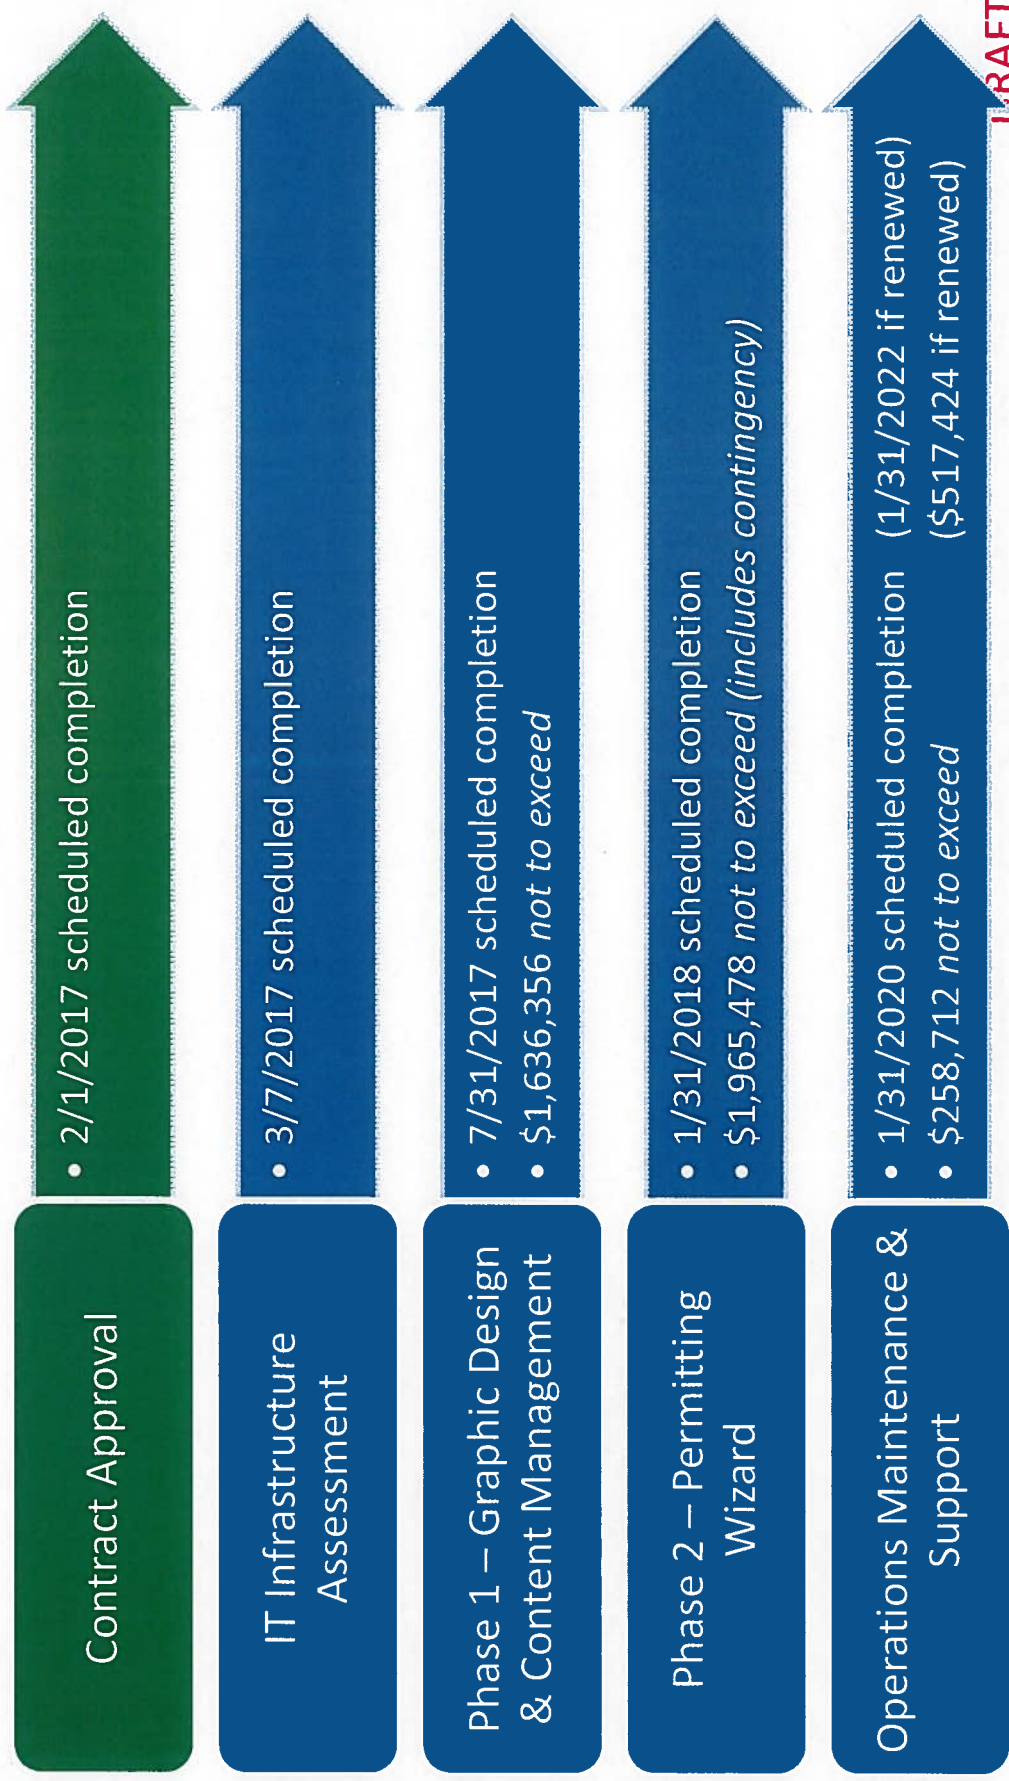 Contract Approval
• 2/1/2017 scheduled completion
IT Infrastructure
Assessment
• 3/7/2017 scheduled completion
Phase 1 – Graphic Design
& Content Management
• 7/31/2017 scheduled completion
• $1,636,356 not to exceed
Phase 2 – Permitting
Wizard
• 1/31/2018 scheduled completion
• $1,965,478 not to exceed (includes contingency)
Operations Maintenance &
Support
• 1/31/2020 scheduled completion (1/31/2022 if renewed)
• $258,712 not to exceed ($517,424 if renewed)
DRAFT